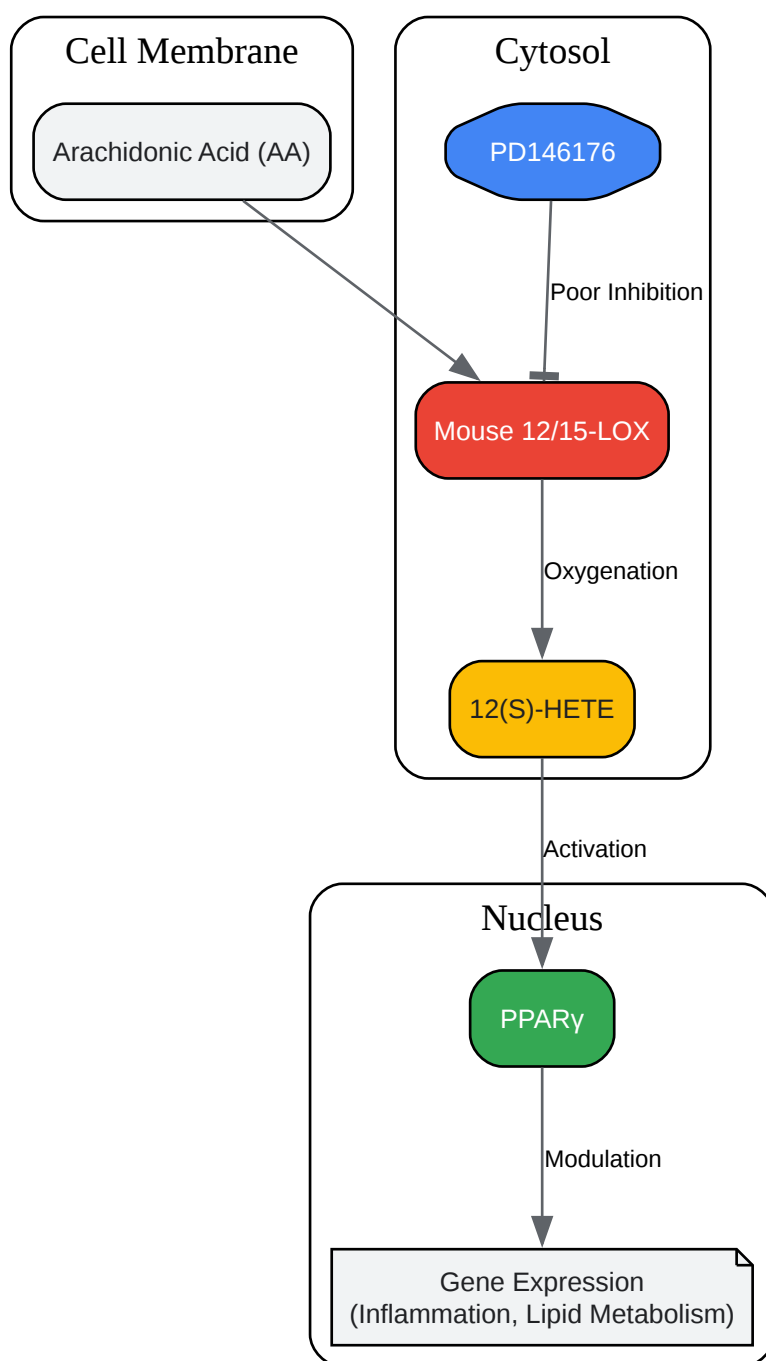 Cell Membrane
Arachidonic Acid (AA)
Cytosol
PD146176
Poor Inhibition
Mouse 12/15-LOX
Oxygenation
12(S)-HETE
Activation
Nucleus
PPARγ
Modulation
Gene Expression
(Inflammation, Lipid Metabolism)